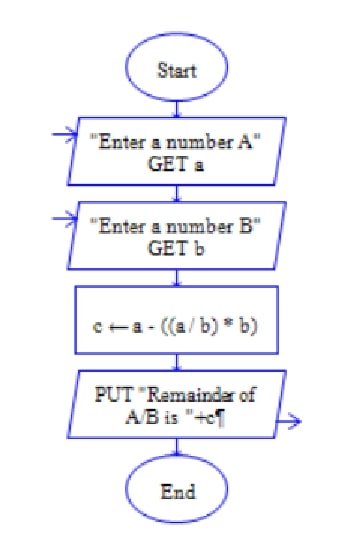 Start
"Enter a number A"
GET a
"Enter a number B"
GET b
c ← a - ((a / b) * b)
PUT "Remainder of
A/B is "+c¶
End